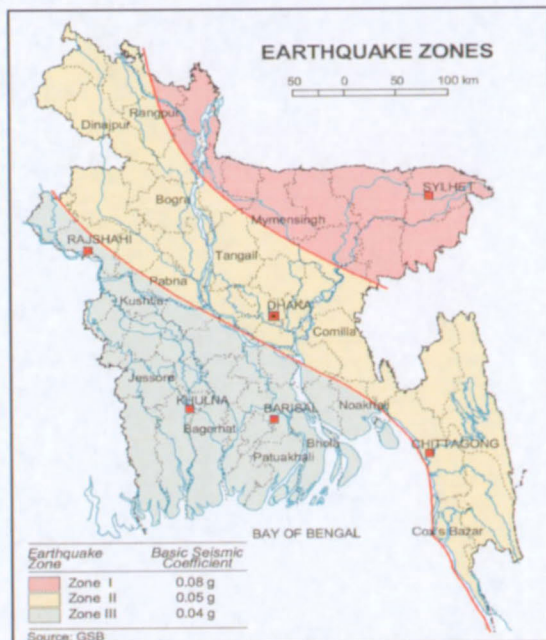 EARTHQUAKE ZONES
50 0 50 100 km
Rangpur
Dinajpur
SYLHET
Bogra
Mymensingh
RAJSHAHI
Tangail
Pabna
Kushtia
DHAKA
Comilla
Jessore
KHULNA
BARISAL
Noakhali
Bagerhat
Bhola
CHITTAGONG
Patuakhali
BAY OF BENGAL
Cox's Bazar
Earthquake Zone Basic Seismic Coefficient
Zone I 0.08 g
Zone II 0.05 g
Zone III 0.04 g
Source: GSB